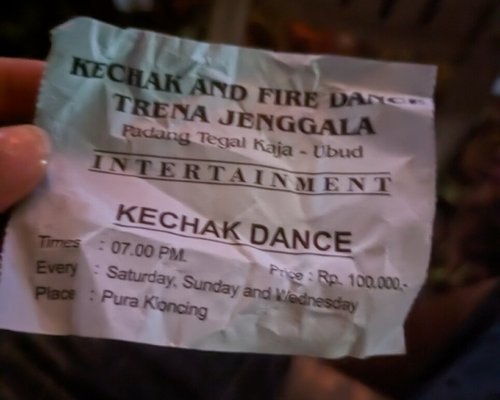 KECHAK AND FIRE DANCE
TRENA JENGGALA
Padang Tegal Kaja - Ubud
INTERTAINMENT
KECHAK DANCE
Times : 07.00 PM. Price : Rp. 100.000,-
Every : Saturday, Sunday and Wednesday
Place : Pura Kloncing